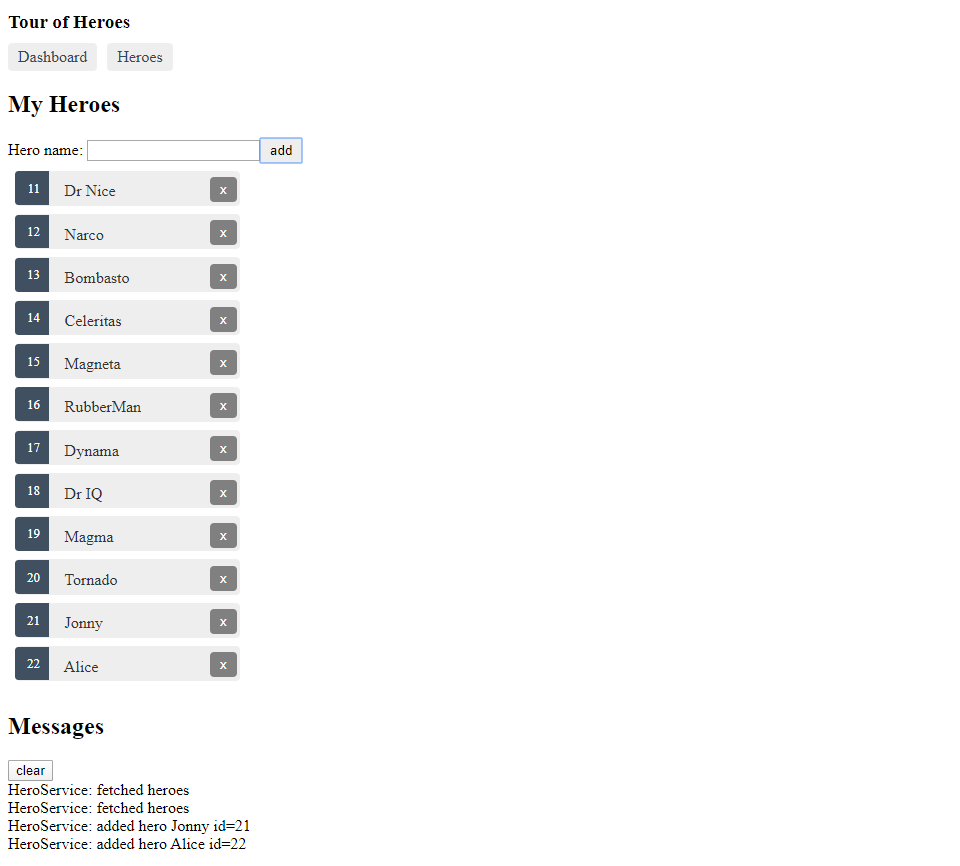 Tour of Heroes
Dashboard Heroes
My Heroes
Hero name: add
11 Dr Nice x
12 Narco x
13 Bombasto x
14 Celeritas x
15 Magneta x
16 RubberMan x
17 Dynama x
18 Dr IQ x
19 Magma x
20 Tornado x
21 Jonny x
22 Alice x
Messages
clear
HeroService: fetched heroes
HeroService: fetched heroes
HeroService: added hero Jonny id=21
HeroService: added hero Alice id=22